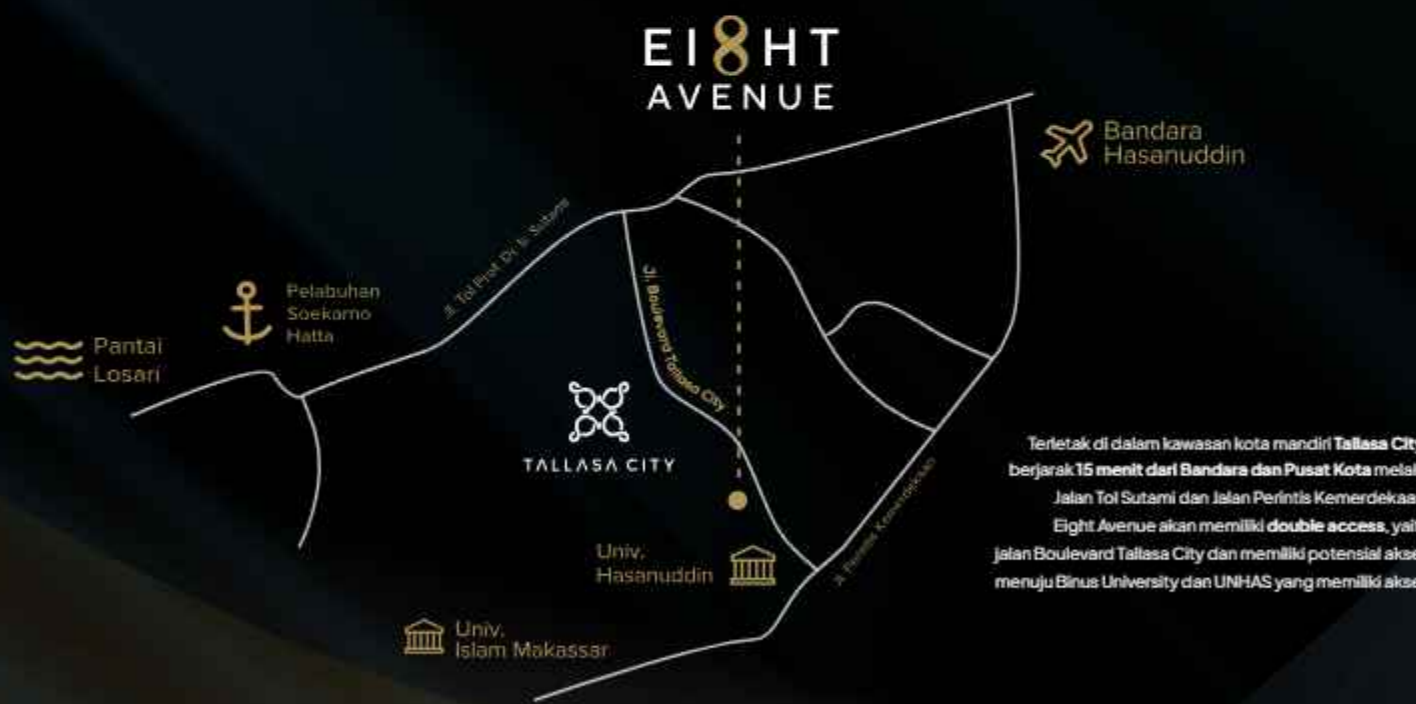 EI8HT
AVENUE
Bandara
Hasanuddin
Jl. Tol Prof. Dr. Ir. Sutami
Pelabuhan
Soekarno
Hatta
Pantai
Losari
Jl. Boulevard Tallasa City
TALLASA CITY
Univ.
Hasanuddin
Jl. Perintis Kemerdekaan
Univ.
Islam Makassar
Terletak di dalam kawasan kota mandiri Tallasa City
berjarak 15 menit dari Bandara dan Pusat Kota
Jalan Tol Sutami dan Jalan Perintis
Eight Avenue akan memiliki double access,
jalan Boulevard Tallasa City dan memiliki potensial
menuju Binus University dan UNHAS yang memiliki